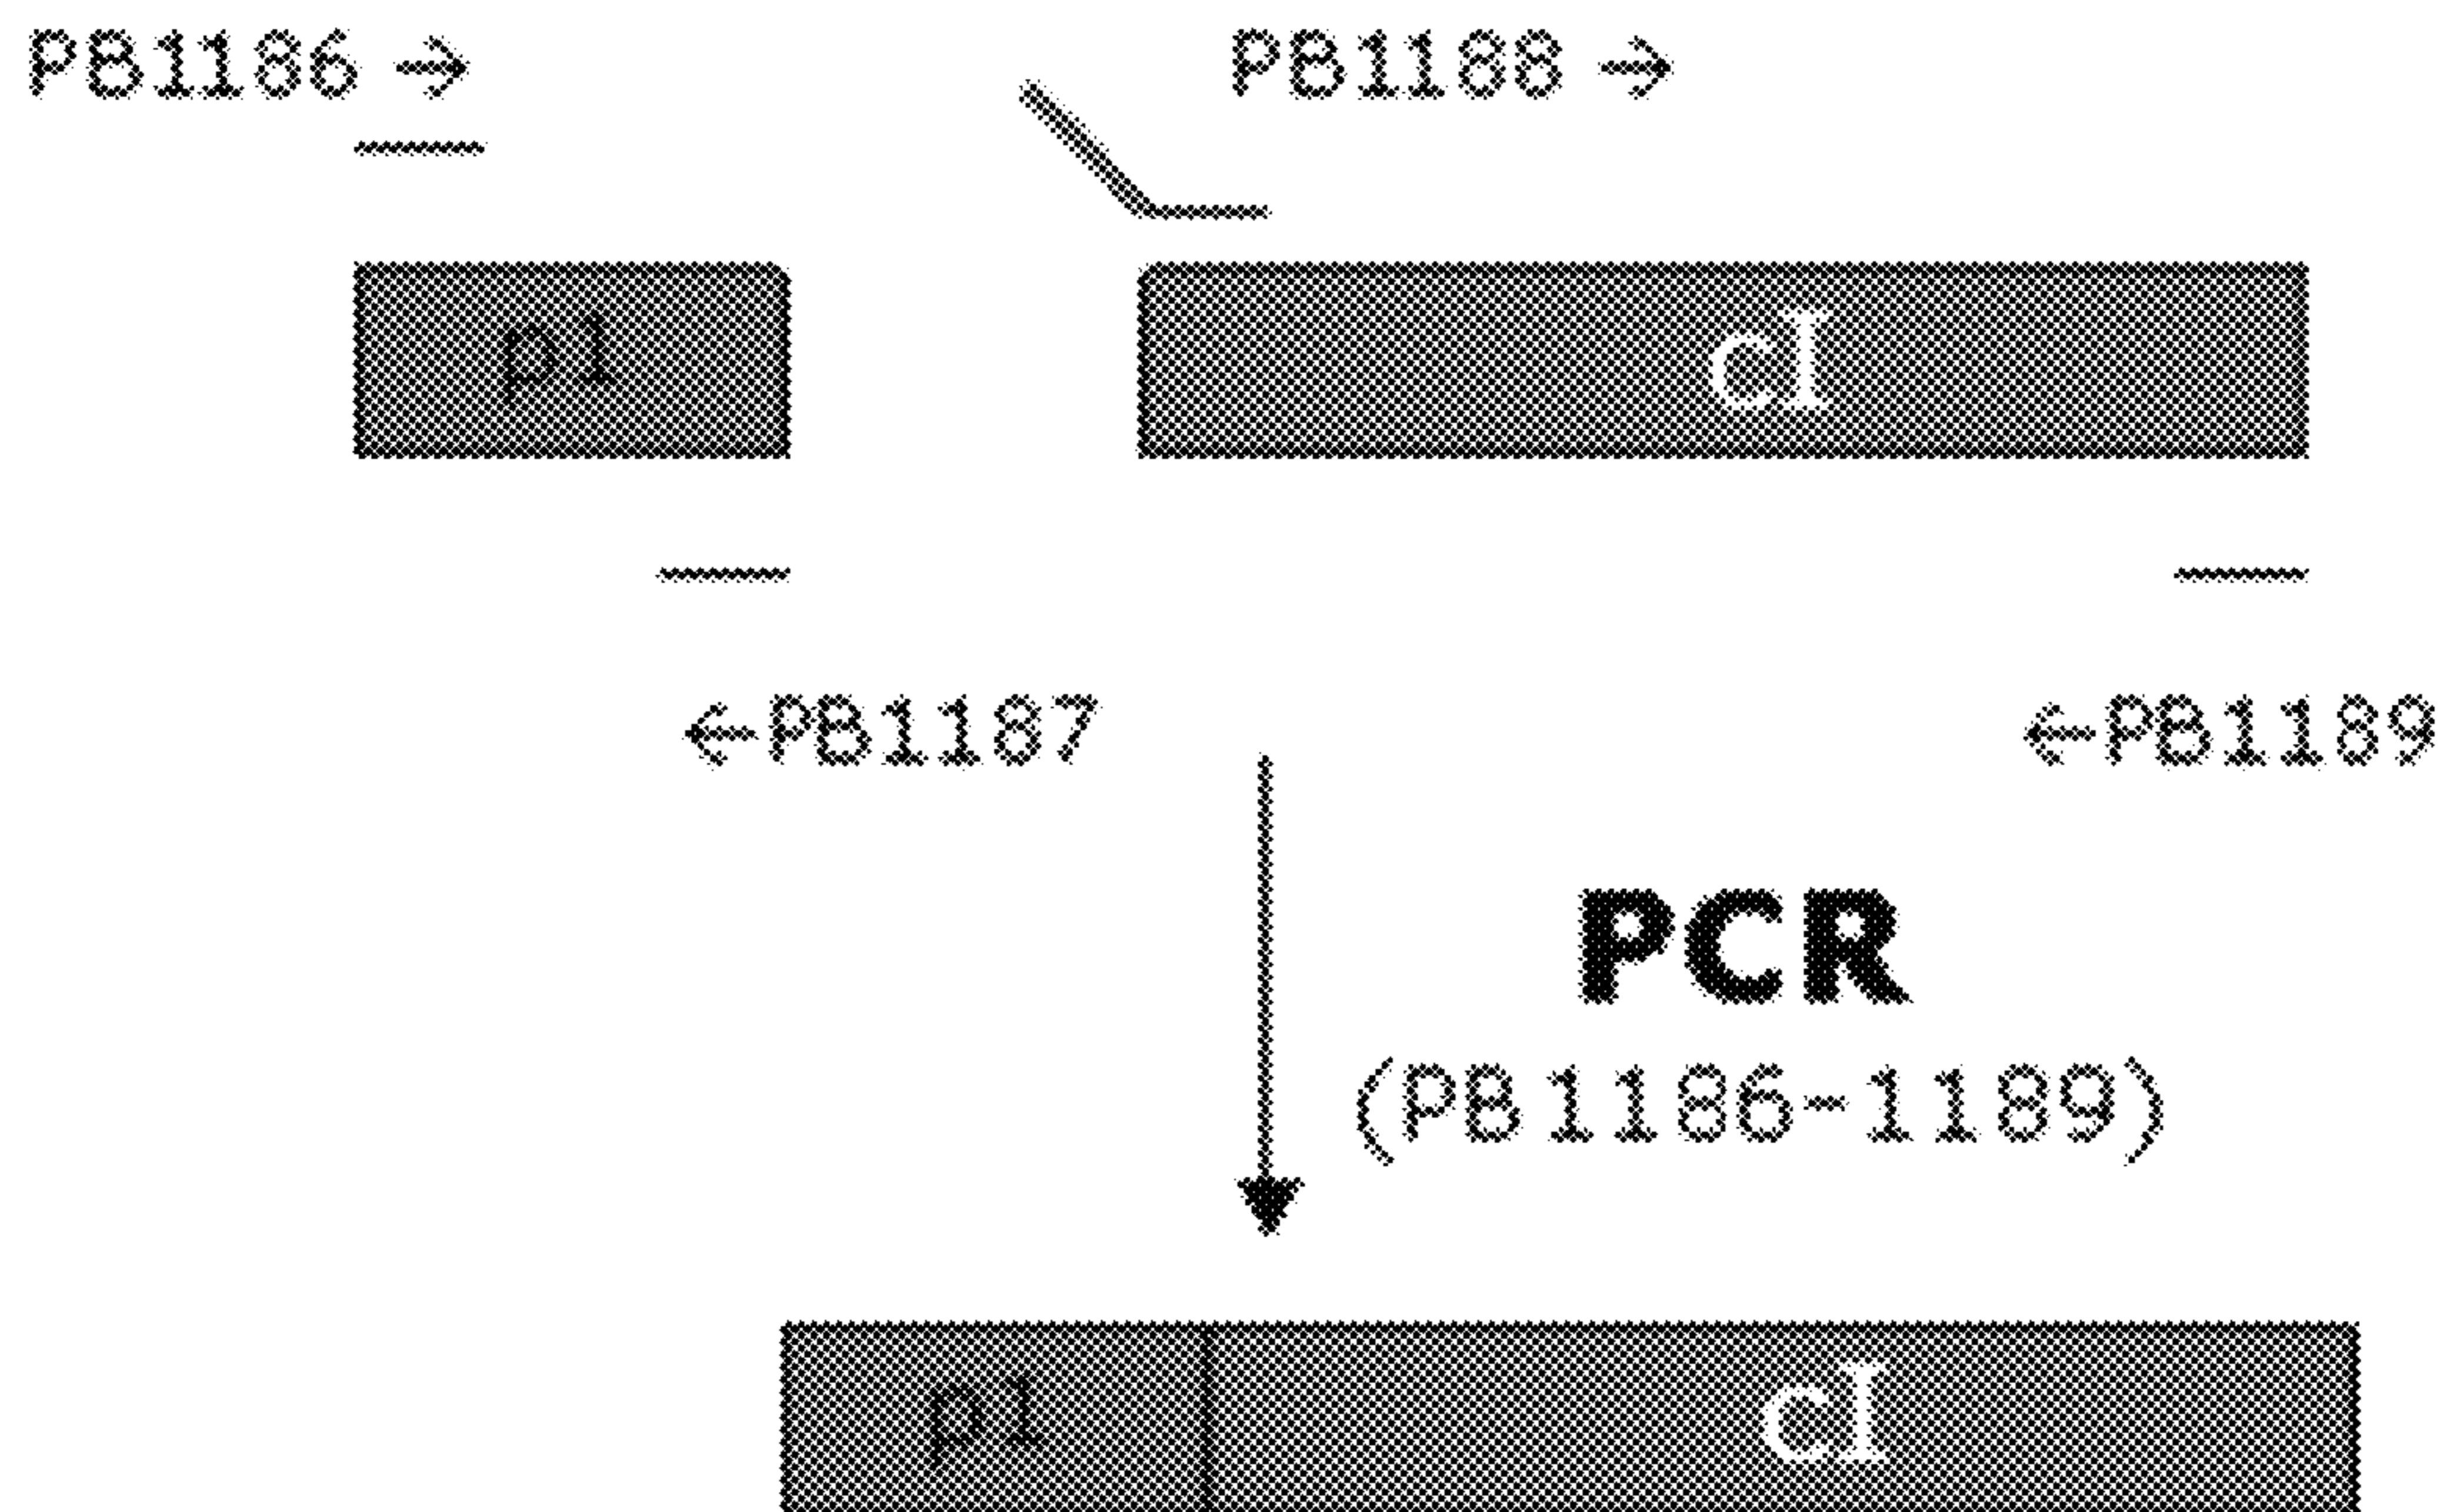 PB1186 → PB1188 →
p1 cI
←PB1187 ←PB1189
PCR
(PB1186-1189)
p1 cI